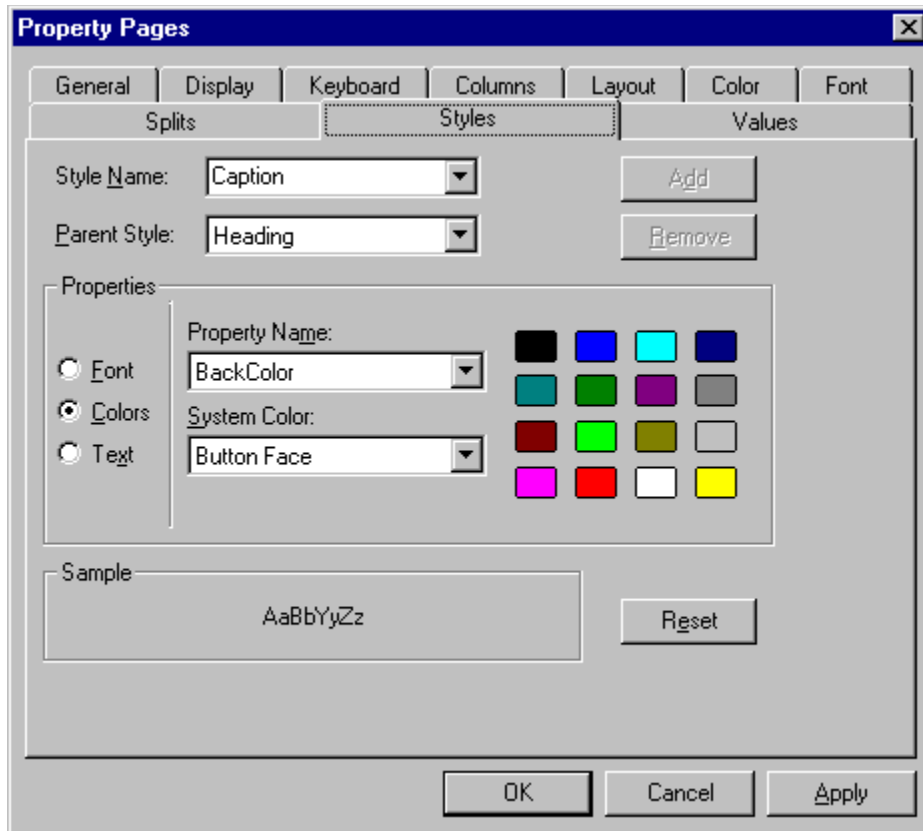 Property Pages
General Display Keyboard Columns Layout Color Font
Splits Styles Values
Style Name: Caption Add
Parent Style: Heading Remove
Properties
Property Name:
Font
BackColor
Colors
System Color:
Text
Button Face
Sample
AaBbYyZz
Reset
OK Cancel Apply